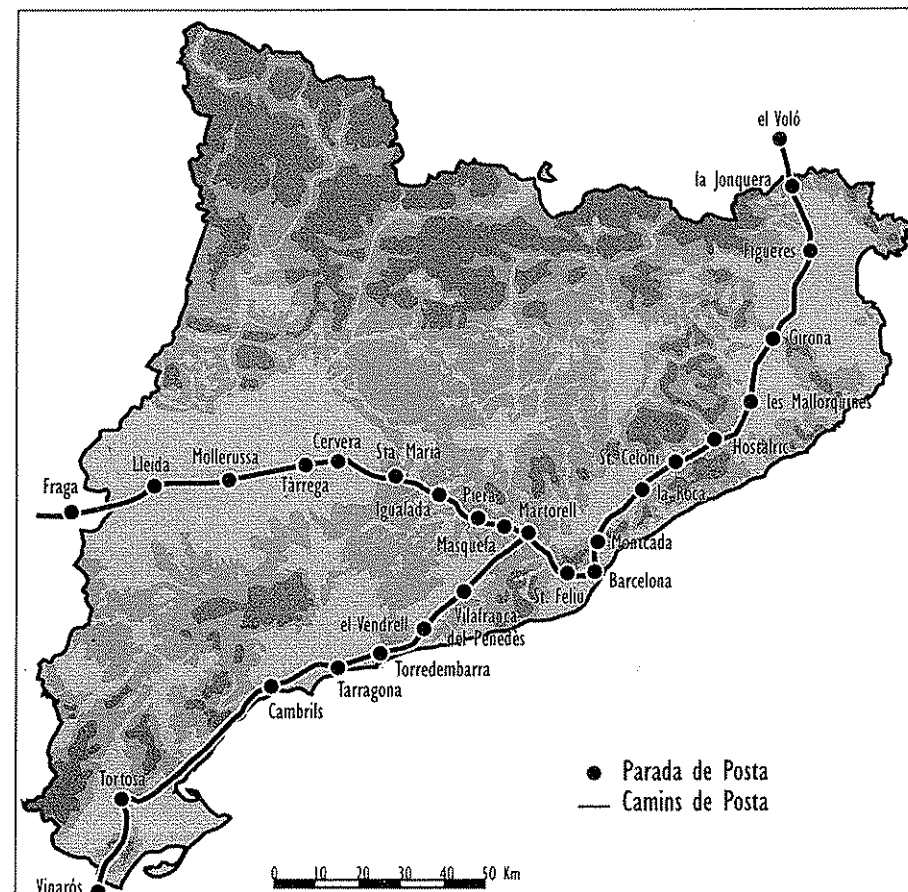 el Voló
la Jonquera
Figueres
Girona
les Mallorquines
Hostalric
St. Celoni
la Roca
Montcada
Barcelona
St. Feliu
Martorell
Masquefa
Piera
Igualada
Sta. Maria
Cervera
Tàrrega
Mollerussa
Lleida
Fraga
Vilafranca
del Penedès
el Vendrell
Torredembarra
Tarragona
Cambrils
Tortosa
Vinarós
Parada de Posta
Camins de Posta
0 10 20 30 40 50 Km